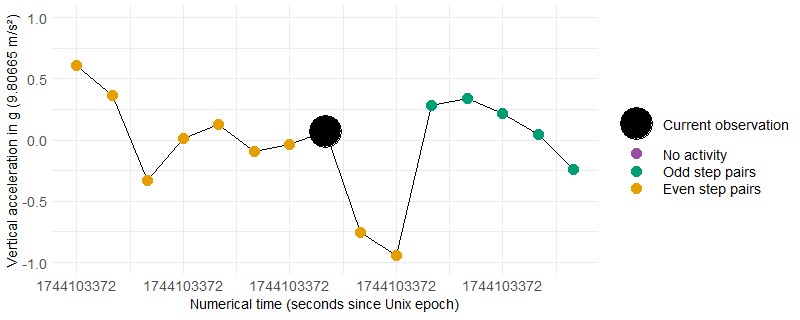 Vertical acceleration in g (9.80665 m/s²)
1.0
0.5
0.0
-0.5
-1.0
1744103372 1744103372 1744103372 1744103372 1744103372
Numerical time (seconds since Unix epoch)
Current observation
No activity
Odd step pairs
Even step pairs